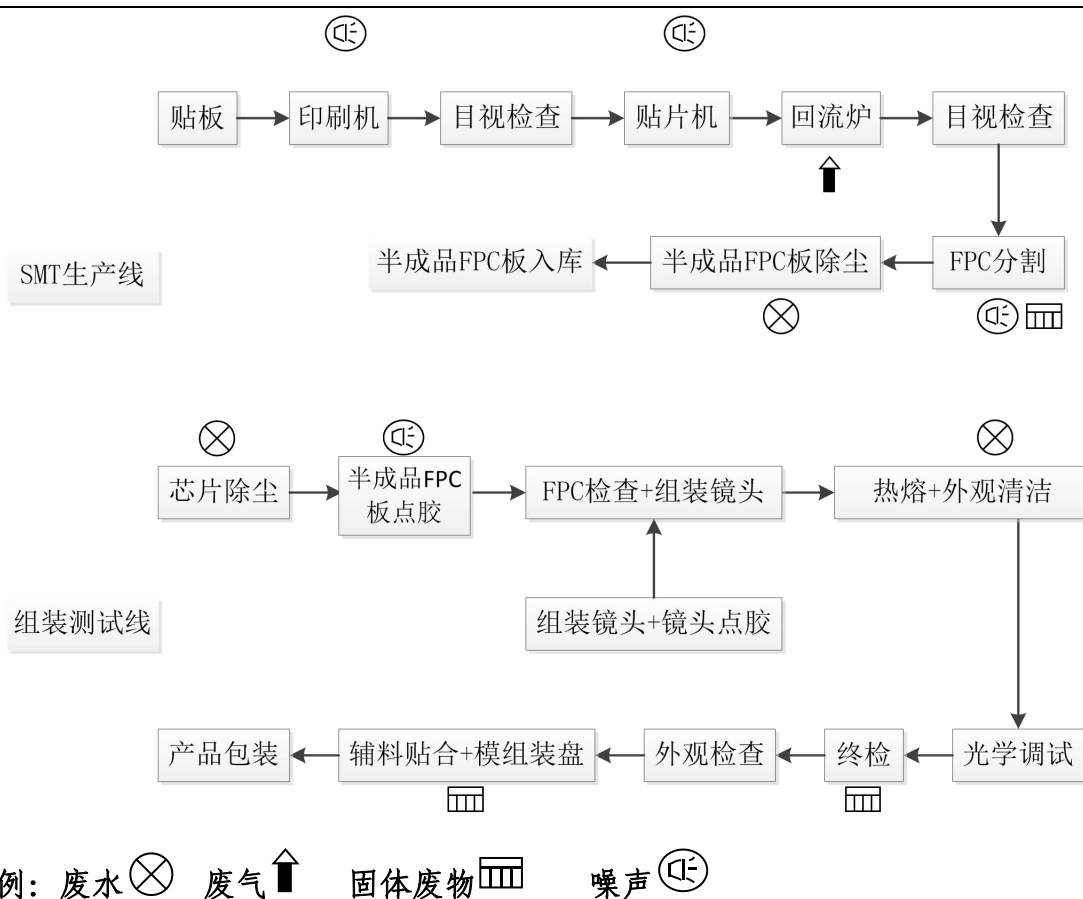 贴板
印刷机
目视检查
贴片机
回流炉
目视检查
SMT生产线
半成品FPC板入库
半成品FPC板除尘
FPC分割
芯片除尘
半成品FPC
板点胶
FPC检查+组装镜头
热熔+外观清洁
组装测试线
组装镜头+镜头点胶
产品包装
辅料贴合+模组装盘
外观检查
终检
光学调试
例：废水 废气 固体废物 噪声